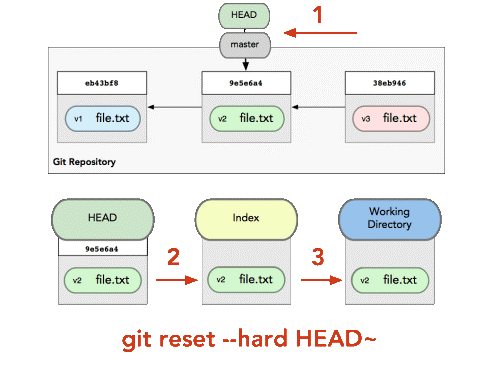 HEAD
1
master
eb43bf8
9e5e6a4
38eb946
v1 file.txt
v2 file.txt
v3 file.txt
Git Repository
HEAD
Index
Working
Directory
9e5e6a4
2
3
v2 file.txt
v2 file.txt
v2 file.txt
git reset --hard HEAD~